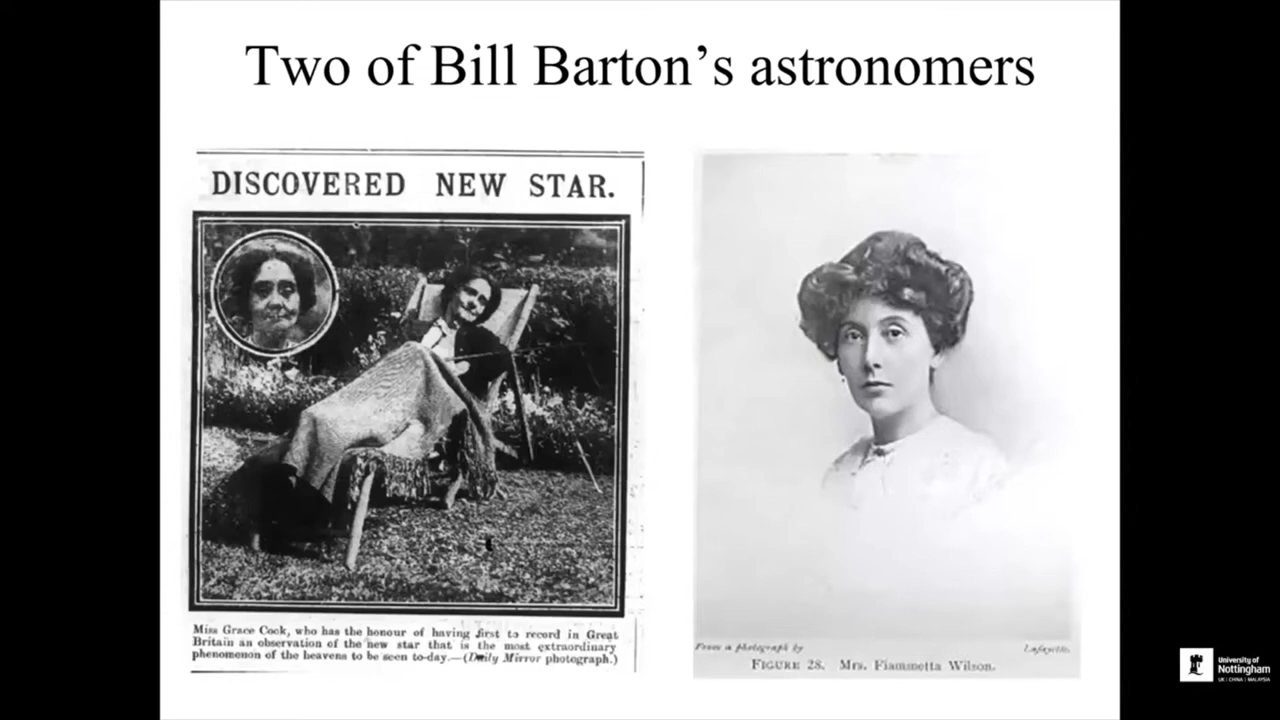 Two of Bill Barton's astronomers
DISCOVERED NEW STAR.
Miss Grace Cook, who has the honour of having first to record in Great
Britain an observation of the new star that is the most extraordinary
phenomenon of the heavens to be seen to-day.—(Daily Mirror photograph.)
From a photograph by
Lafayette.
FIGURE 28. Mrs. Fiammetta Wilson.
University of
Nottingham
UK | CHINA | MALAYSIA